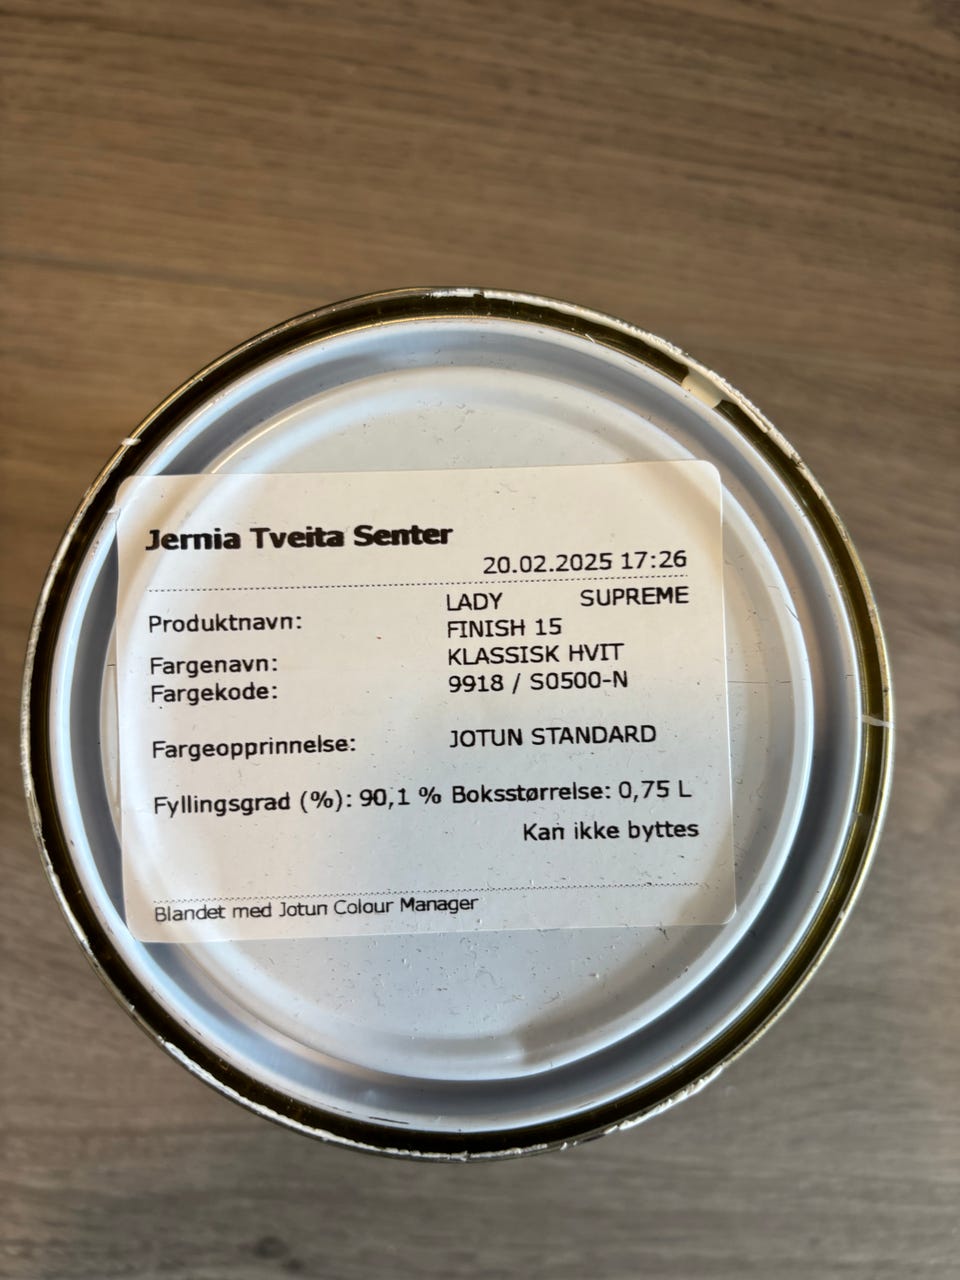 Jernia Tveita Senter
20.02.2025 17:26
Produktnavn: LADY SUPREME
FINISH 15
Fargenavn: KLASSISK HVIT
Fargekode: 9918 / S0500-N
Fargeopprinnelse: JOTUN STANDARD
Fyllingsgrad (%): 90,1 % Boksstørrelse: 0,75 L
Kan ikke byttes
Blandet med Jotun Colour Manager